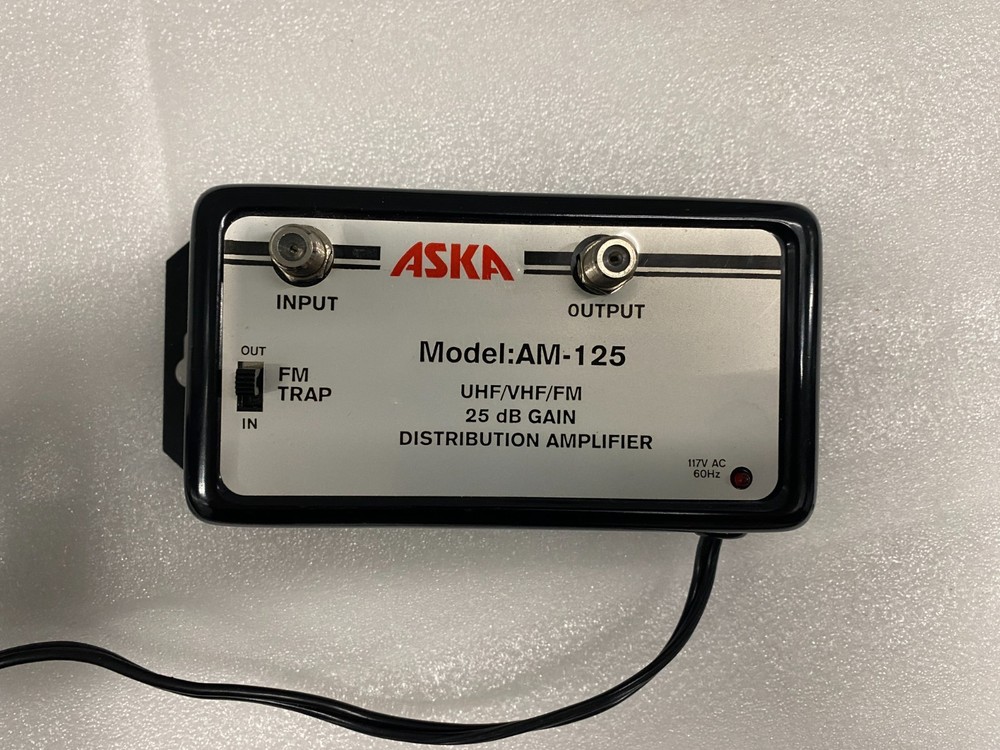 ASKA
INPUT
OUTPUT
Model:AM-125
OUT
FM
TRAP
IN
UHF/VHF/FM
25 dB GAIN
DISTRIBUTION AMPLIFIER
117V AC
60Hz